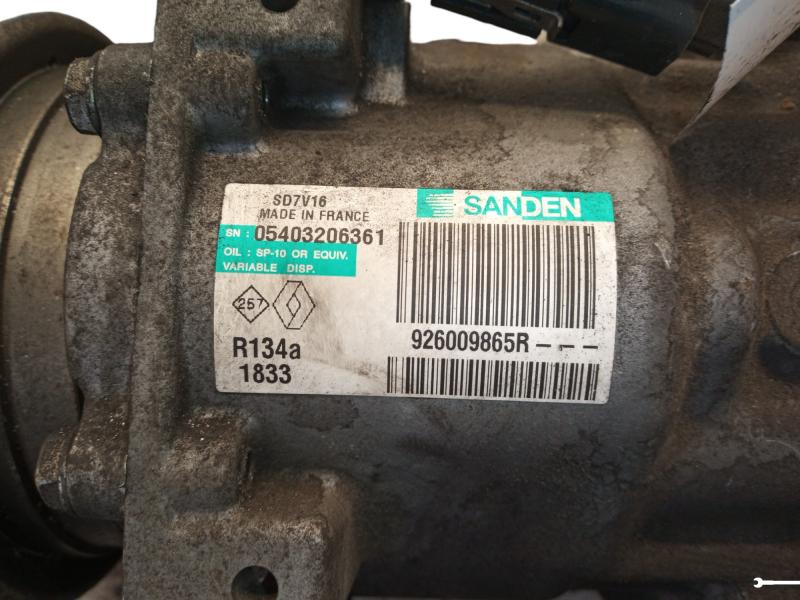 SD7V16
MADE IN FRANCE
SANDEN
SN : 05403206361
OIL : SP-10 OR EQUIV.
VARIABLE DISP.
257
R134a
1833
926009865R - - -